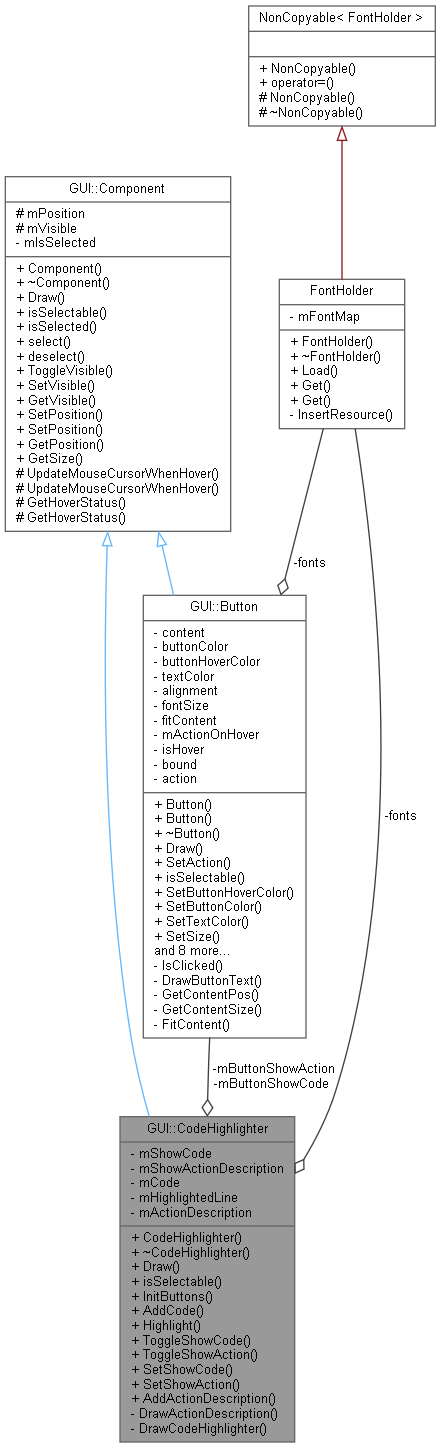 NonCopyable< FontHolder >
+ NonCopyable()
+ operator=()
# NonCopyable()
# ~NonCopyable()
GUI::Component
# mPosition
# mVisible
- mIsSelected
+ Component()
+ ~Component()
+ Draw()
+ isSelectable()
+ isSelected()
+ select()
+ deselect()
+ ToggleVisible()
+ SetVisible()
+ GetVisible()
+ SetPosition()
+ SetPosition()
+ GetPosition()
+ GetSize()
# UpdateMouseCursorWhenHover()
# UpdateMouseCursorWhenHover()
# GetHoverStatus()
# GetHoverStatus()
FontHolder
- mFontMap
+ FontHolder()
+ ~FontHolder()
+ Load()
+ Get()
+ Get()
- InsertResource()
-fonts
GUI::Button
- content
- buttonColor
- buttonHoverColor
- textColor
- alignment
- fontSize
- fitContent
- mActionOnHover
- isHover
- bound
- action
+ Button()
+ Button()
+ ~Button()
+ Draw()
+ SetAction()
+ isSelectable()
+ SetButtonHoverColor()
+ SetButtonColor()
+ SetTextColor()
+ SetSize()
and 8 more...
- IsClicked()
- DrawButtonText()
- GetContentPos()
- GetContentSize()
- FitContent()
-fonts
-mButtonShowAction
-mButtonShowCode
GUI::CodeHighlighter
- mShowCode
- mShowActionDescription
- mCode
- mHighlightedLine
- mActionDescription
+ CodeHighlighter()
+ ~CodeHighlighter()
+ Draw()
+ isSelectable()
+ InitButtons()
+ AddCode()
+ Highlight()
+ ToggleShowCode()
+ ToggleShowAction()
+ SetShowCode()
+ SetShowAction()
+ AddActionDescription()
- DrawActionDescription()
- DrawCodeHighlighter()